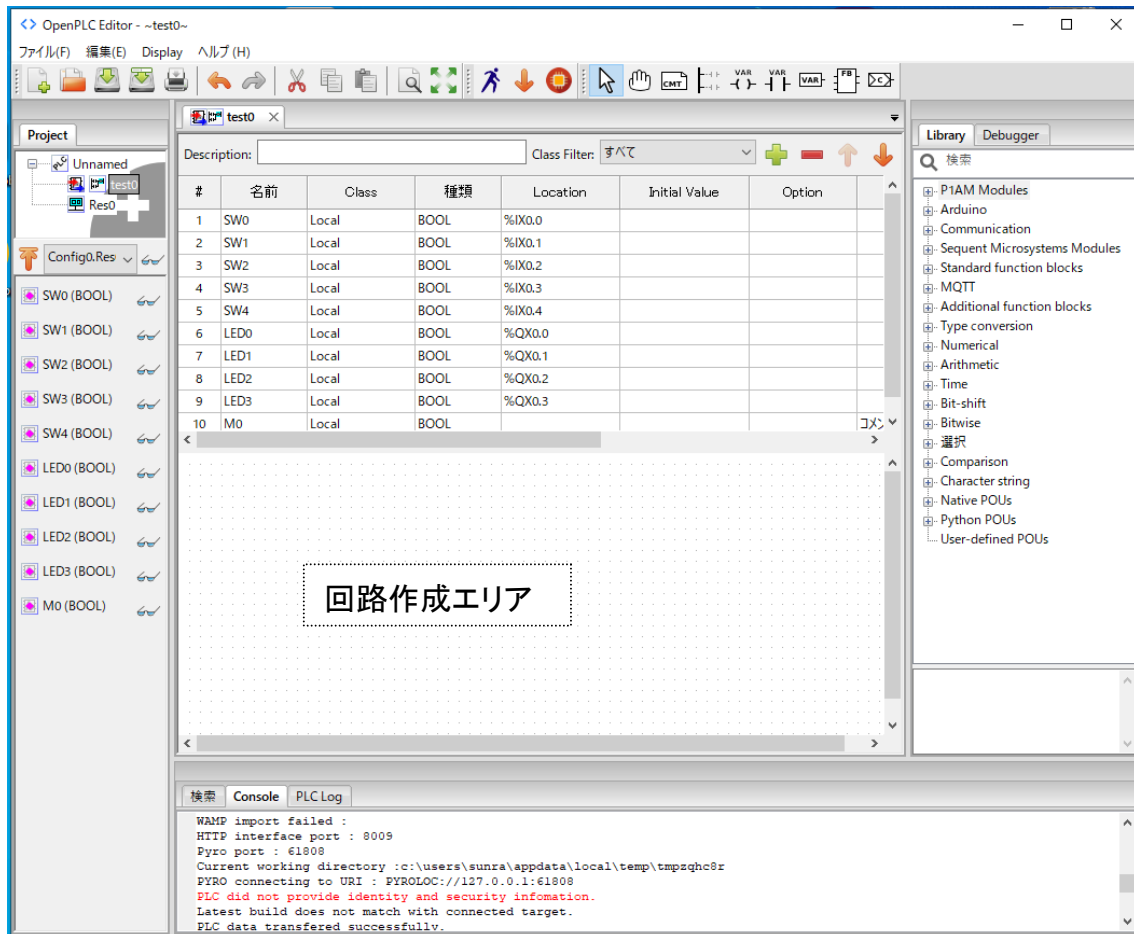 OpenPLC Editor - ~test0~
ファイル(F) 編集(E) Display ヘルプ(H)
CMT VAR VAR VAR FB
Project
Unnamed
test0
Res0
Config0.Res
SW0 (BOOL)
SW1 (BOOL)
SW2 (BOOL)
SW3 (BOOL)
SW4 (BOOL)
LED0 (BOOL)
LED1 (BOOL)
LED2 (BOOL)
LED3 (BOOL)
M0 (BOOL)
test0
Description: Class Filter: すべて
# 名前 Class 種類 Location Initial Value Option
1 SW0 Local BOOL %IX0.0
2 SW1 Local BOOL %IX0.1
3 SW2 Local BOOL %IX0.2
4 SW3 Local BOOL %IX0.3
5 SW4 Local BOOL %IX0.4
6 LED0 Local BOOL %QX0.0
7 LED1 Local BOOL %QX0.1
8 LED2 Local BOOL %QX0.2
9 LED3 Local BOOL %QX0.3
10 M0 Local BOOL コメン
回路作成エリア
Library Debugger
検索
P1AM Modules
Arduino
Communication
Sequent Microsystems Modules
Standard function blocks
MQTT
Additional function blocks
Type conversion
Numerical
Arithmetic
Time
Bit-shift
Bitwise
選択
Comparison
Character string
Native POUs
Python POUs
User-defined POUs
検索 Console PLC Log
WAMP import failed :
HTTP interface port : 8009
Pyro port : 61808
Current working directory :c:\users\sunra\appdata\local\temp\tmpzqhc8r
PYRO connecting to URI : PYROLOC://127.0.0.1:61808
PLC did not provide identity and security infomation.
Latest build does not match with connected target.
PLC data transfered successfully.